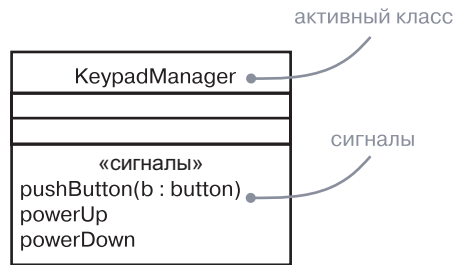 активный класс
KeypadManager
сигналы
«сигналы»
pushButton(b : button)
powerUp
powerDown